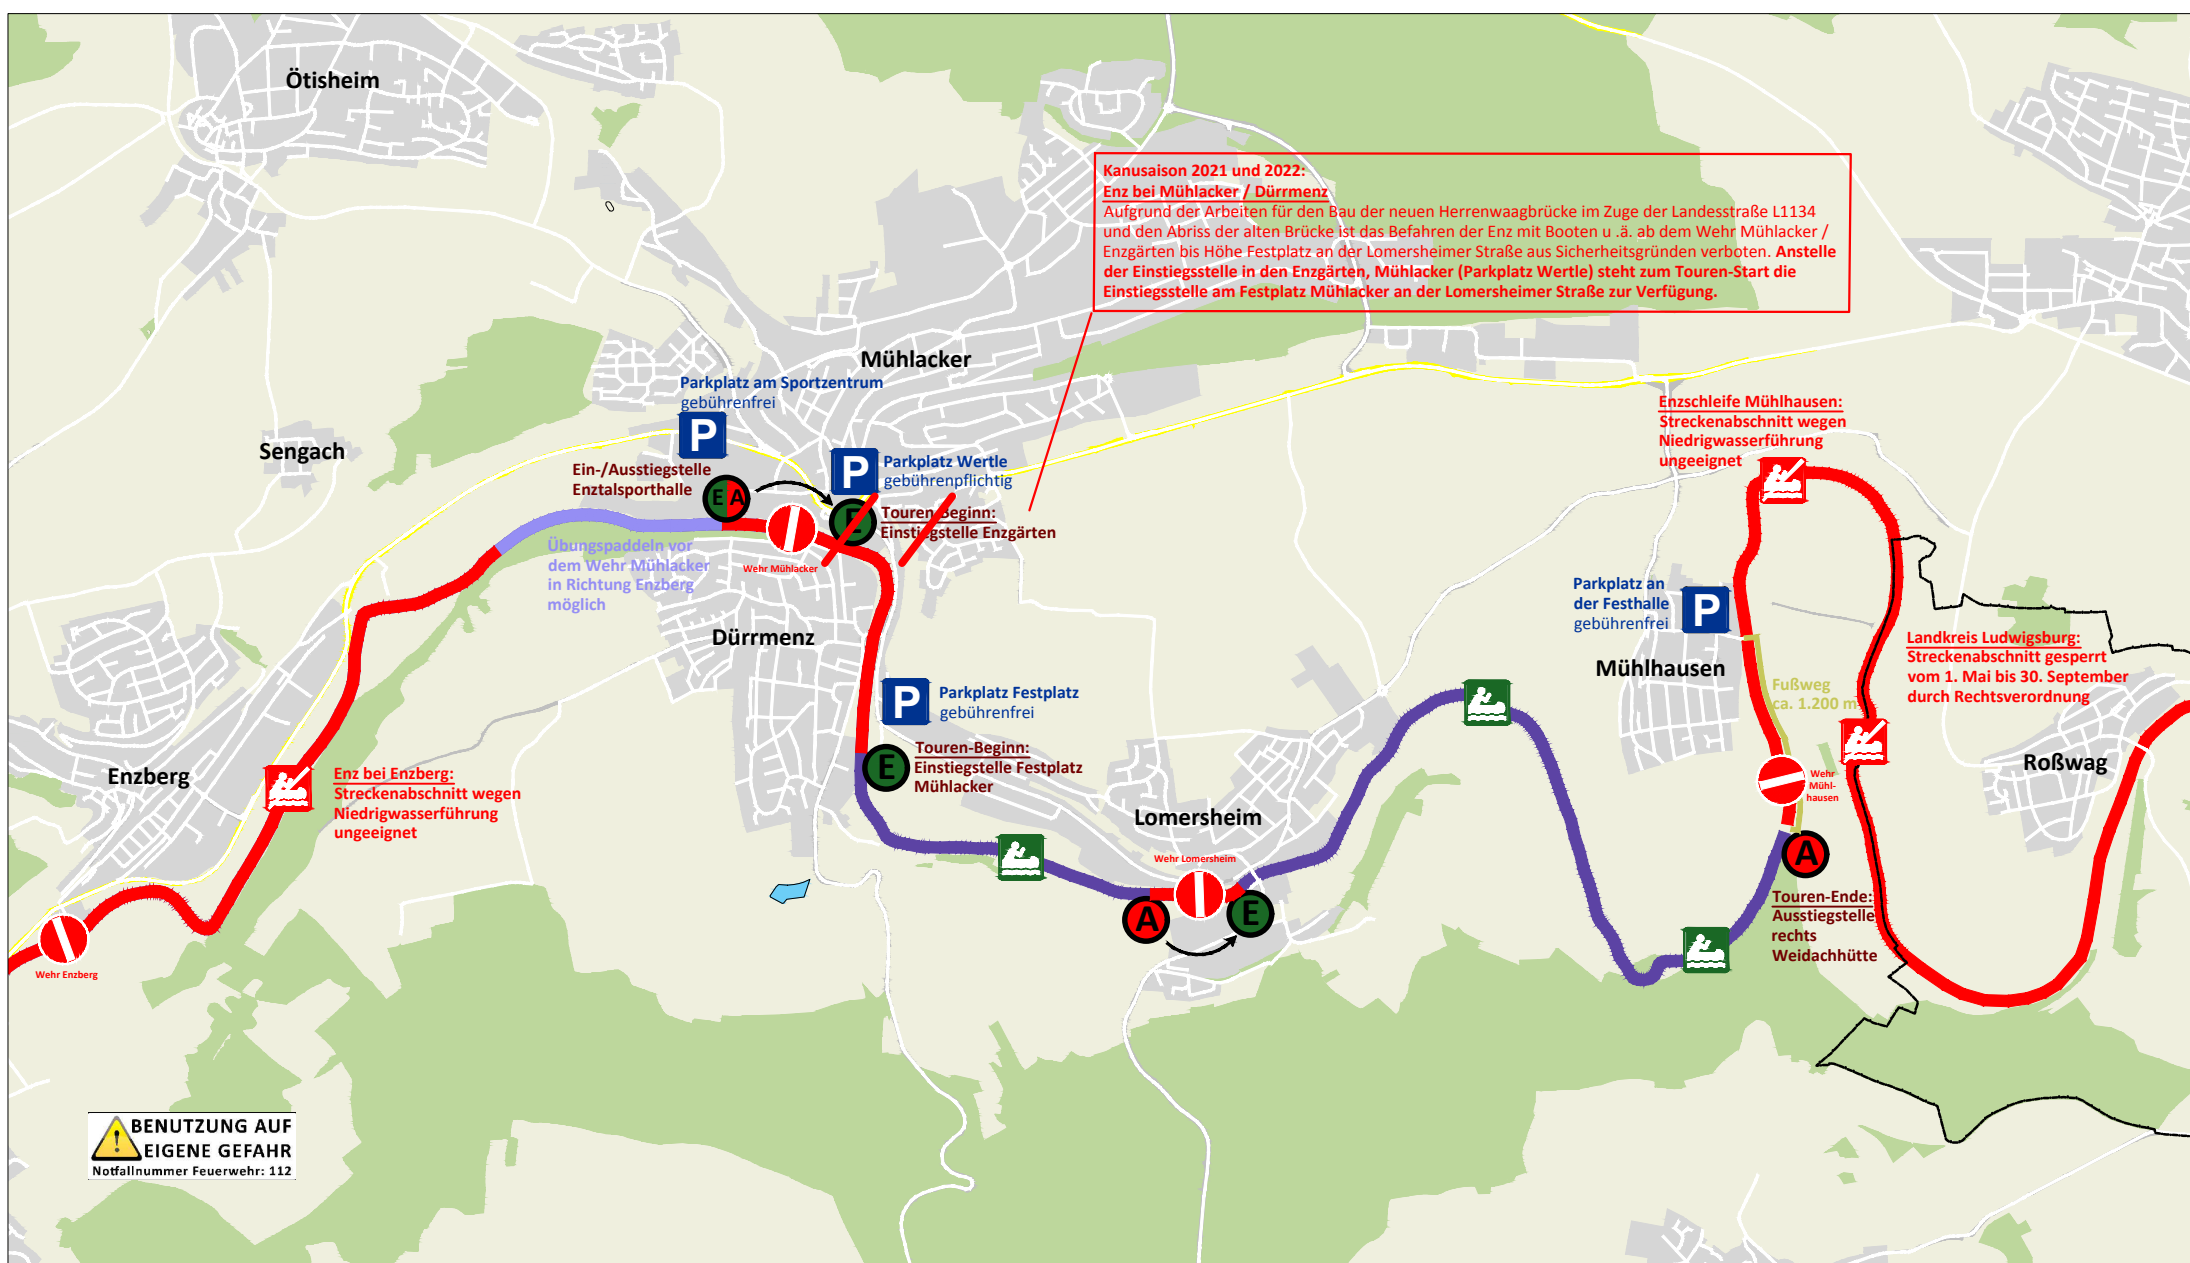 Ötisheim
Kanusaison 2021 und 2022:
Enz bei Mühlacker / Dürrmenz
Aufgrund der Arbeiten für den Bau der neuen Herrenwaagbrücke im Zuge der Landesstraße L1134
und den Abriss der alten Brücke ist das Befahren der Enz mit Booten u .ä. ab dem Wehr Mühlacker /
Enzgärten bis Höhe Festplatz an der Lomersheimer Straße aus Sicherheitsgründen verboten. Anstelle
der Einstiegsstelle in den Enzgärten, Mühlacker (Parkplatz Wertle) steht zum Touren-Start die
Einstiegsstelle am Festplatz Mühlacker an der Lomersheimer Straße zur Verfügung.
Mühlacker
Parkplatz am Sportzentrum
gebührenfrei
P
Sengach
Ein-/Ausstiegstelle
Enztalsporthalle
E A
P
Parkplatz Wertle
gebührenpflichtig
E
Touren-Beginn:
Einstiegstelle Enzgärten
Enzschleife Mühlhausen:
Streckenabschnitt wegen
Niedrigwasserführung
ungeeignet
Übungspaddeln vor
dem Wehr Mühlacker
in Richtung Enzberg
möglich
Wehr Mühlacker
Dürrmenz
Parkplatz an
der Festhalle
gebührenfrei
P
Mühlhausen
Landkreis Ludwigsburg:
Streckenabschnitt gesperrt
vom 1. Mai bis 30. September
durch Rechtsverordnung
Fußweg
ca. 1.200 m
P
Parkplatz Festplatz
gebührenfrei
E
Touren-Beginn:
Einstiegstelle Festplatz
Mühlacker
Enzberg
Enz bei Enzberg:
Streckenabschnitt wegen
Niedrigwasserführung
ungeeignet
Roßwag
Wehr
Mühl-
hausen
Lomersheim
Wehr Lomersheim
A
E
A
Touren-Ende:
Ausstiegstelle
rechts
Weidachhütte
Wehr Enzberg
! BENUTZUNG AUF
EIGENE GEFAHR
Notfallnummer Feuerwehr: 112